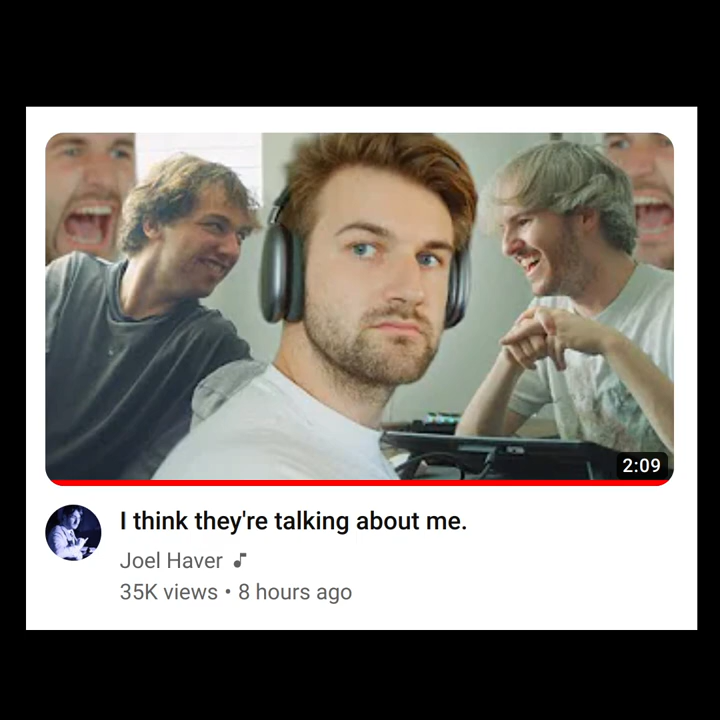 2:09
I think they're talking about me.
Joel Haver
35K views • 8 hours ago